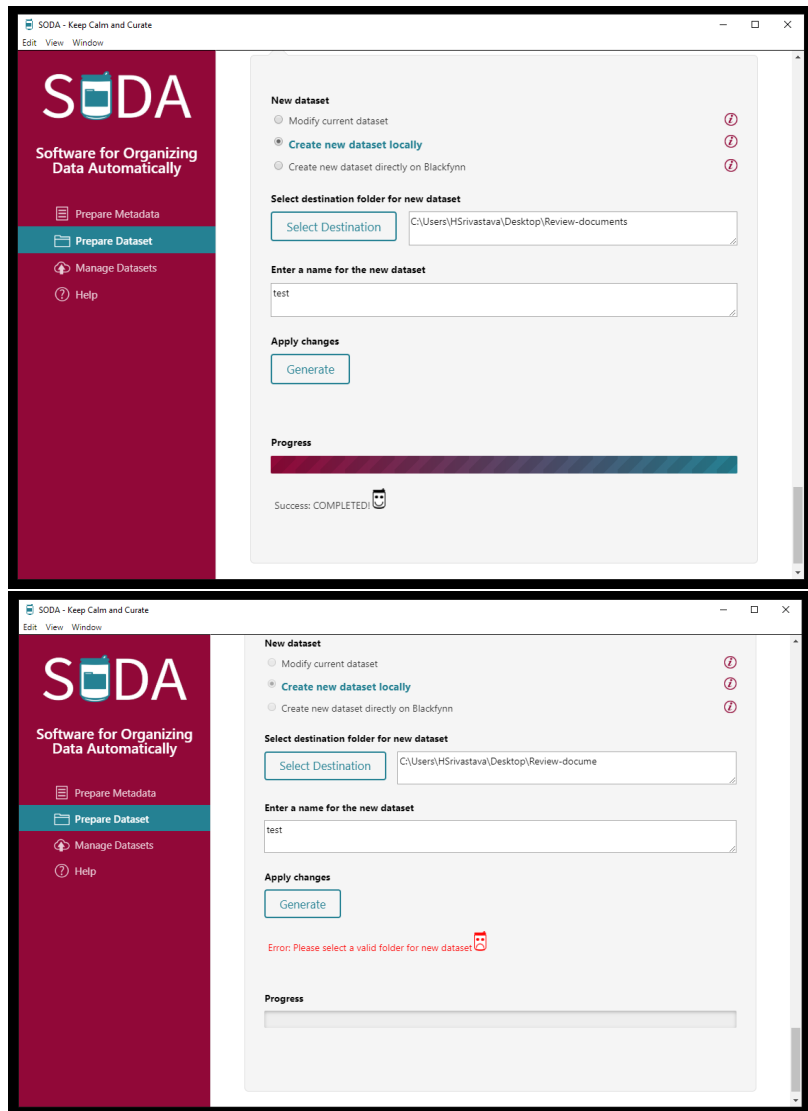 SODA - Keep Calm and Curate
Edit View Window
SODA
Software for Organizing
Data Automatically
Prepare Metadata
Prepare Dataset
Manage Datasets
Help
New dataset
Modify current dataset
Create new dataset locally
Create new dataset directly on Blackfynn
Select destination folder for new dataset
Select Destination
C:\Users\HSrivastava\Desktop\Review-documents
Enter a name for the new dataset
test
Apply changes
Generate
Progress
Success: COMPLETED!
SODA - Keep Calm and Curate
Edit View Window
SODA
Software for Organizing
Data Automatically
Prepare Metadata
Prepare Dataset
Manage Datasets
Help
New dataset
Modify current dataset
Create new dataset locally
Create new dataset directly on Blackfynn
Select destination folder for new dataset
Select Destination
C:\Users\HSrivastava\Desktop\Review-docume
Enter a name for the new dataset
test
Apply changes
Generate
Error: Please select a valid folder for new dataset
Progress